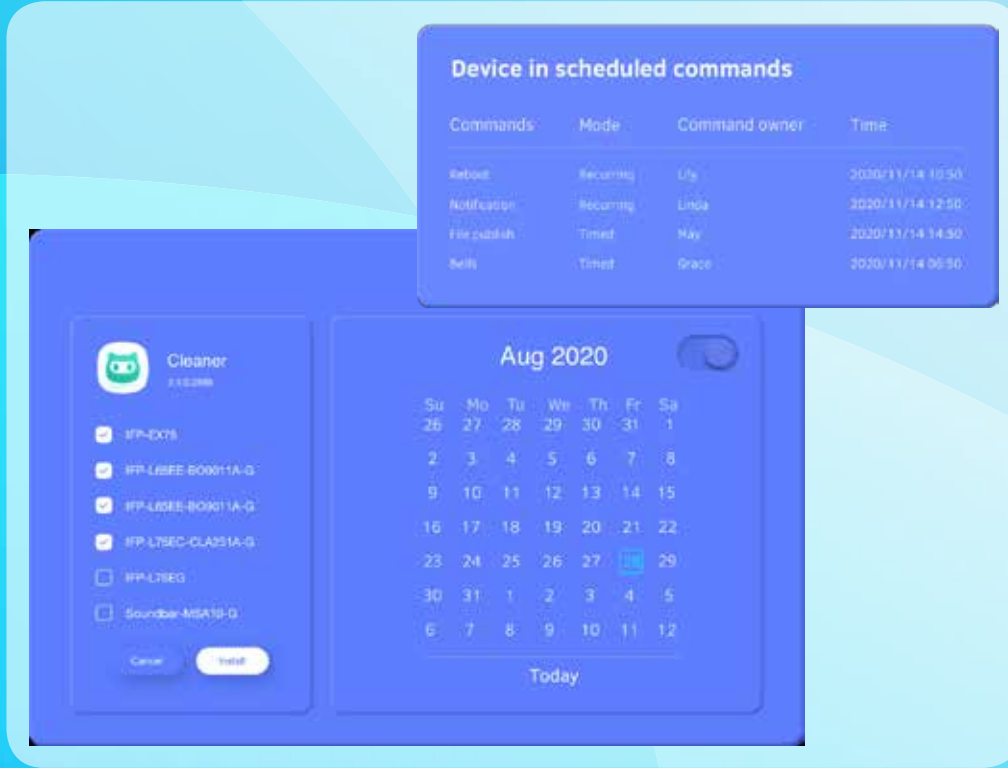 Device in scheduled commands
Commands Mode Command owner Time
Reboot Recurring Lily 2020/11/14 10:50
Notification Recurring Linda 2020/11/14 12:50
File publish Timed May 2020/11/14 14:50
Bells Timed Grace 2020/11/14 06:50
Cleaner
IFP-EX75
IFP-L65EE-BO9011A-G
IFP-L65EE-BO9011A-G
IFP-L75EC-CLA251A-G
IFP-L75EG
Soundbar-MSA10-G
Cancel Install
Aug 2020
Su Mo Tu We Th Fr Sa
26 27 28 29 30 31 1
2 3 4 5 6 7 8
9 10 11 12 13 14 15
16 17 18 19 20 21 22
23 24 25 26 27 28 29
30 31 1 2 3 4 5
6 7 8 9 10 11 12
Today